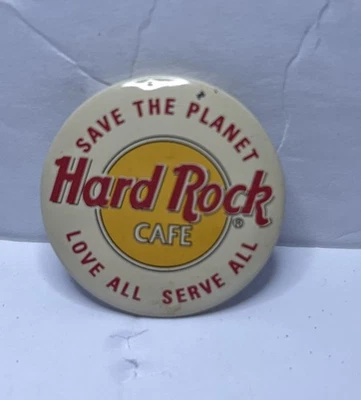 SAVE THE PLANET
Hard Rock®
CAFE
LOVE ALL SERVE ALL